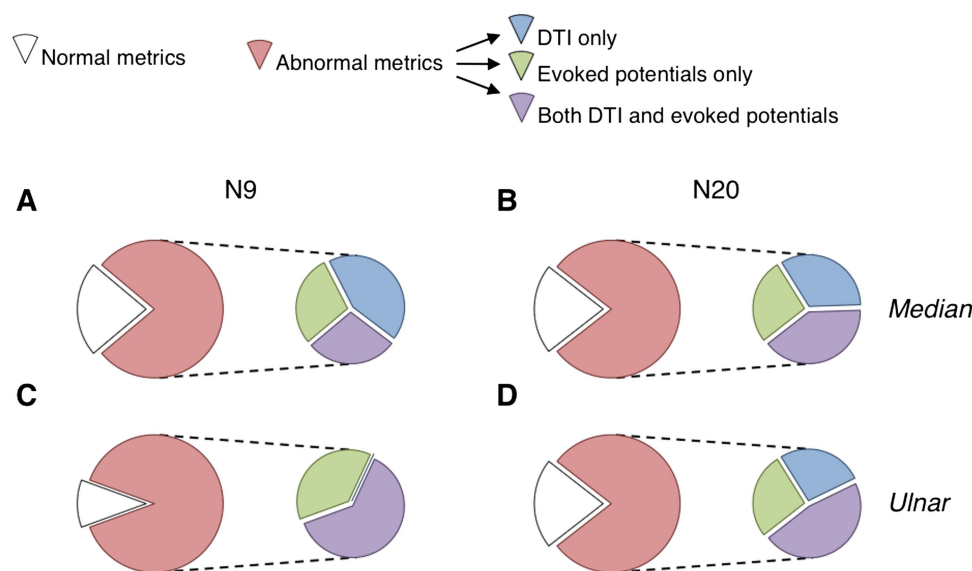 Normal metrics
Abnormal metrics
DTI only
Evoked potentials only
Both DTI and evoked potentials
N9
N20
A
B
Median
C
D
Ulnar